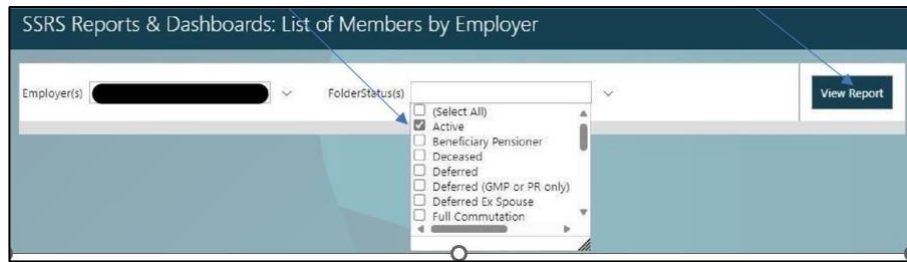 SSRS Reports & Dashboards: List of Members by Employer
Employer(s) FolderStatus(s) View Report
(Select All)
Active
Beneficiary Pensioner
Deceased
Deferred
Deferred (GMP or PR only)
Deferred Ex Spouse
Full Commutation